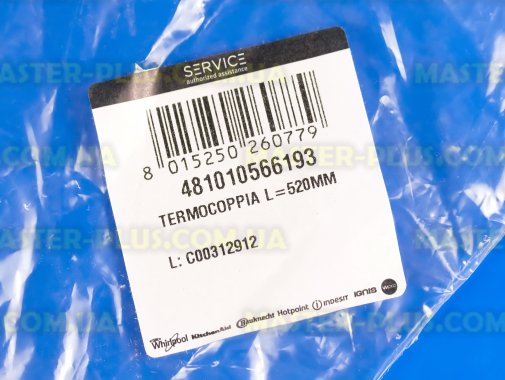 SERVICE
authorized assistance
8 015250 260779
481010566193
TERMOCOPPIA L=520MM
L: C00312912
Whirlpool KitchenAid Bauknecht Hotpoint indesit IGNIS
MASTER-PLUS.COM.UA